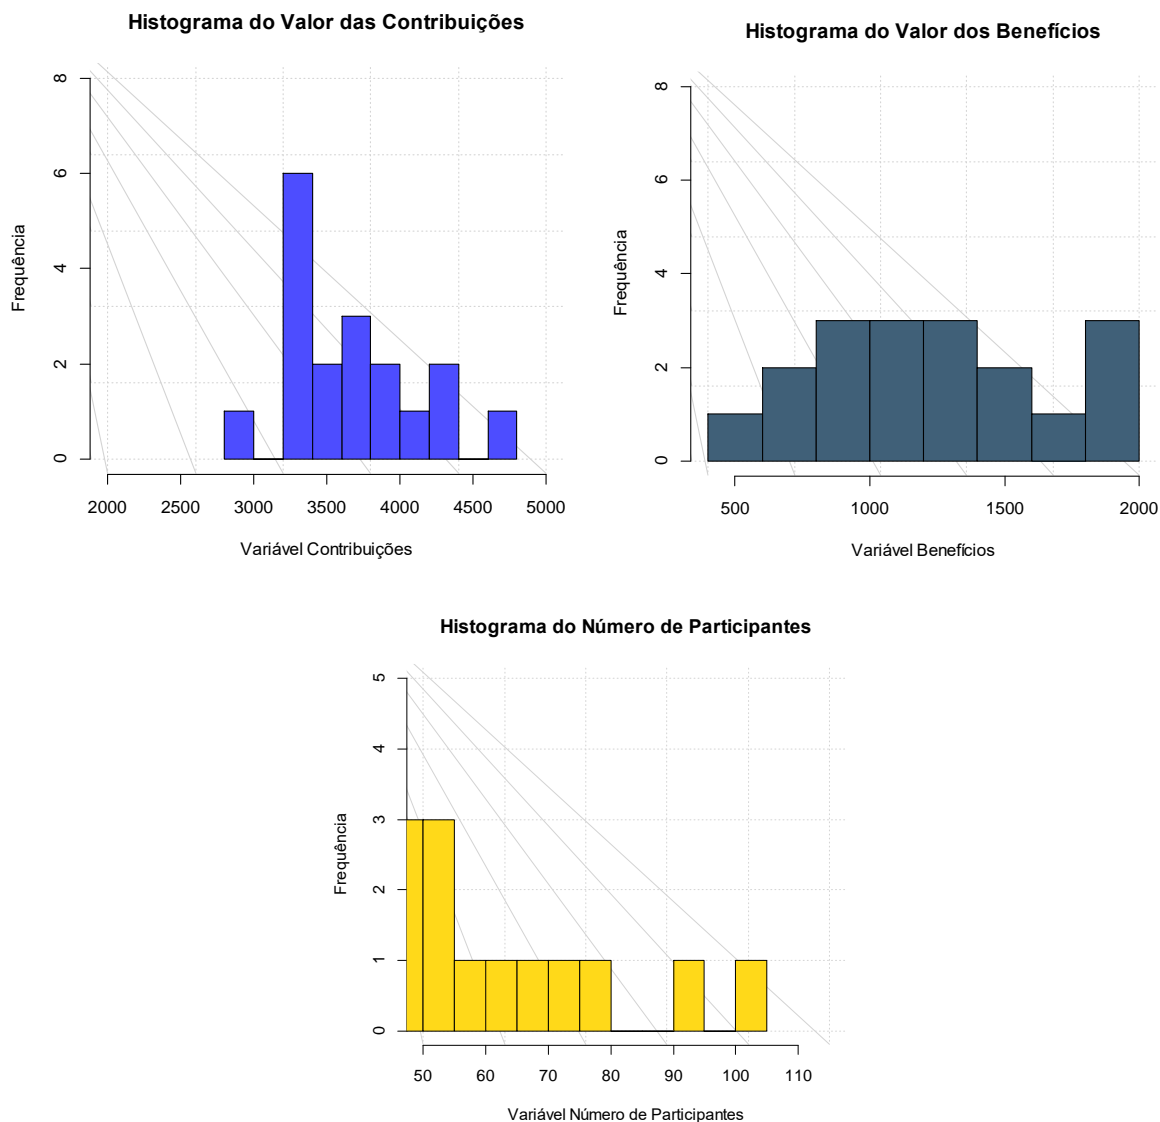 Histograma do Valor das Contribuições
8
6
4
2
0
Frequência
2000 2500 3000 3500 4000 4500 5000
Variável Contribuições
Histograma do Valor dos Benefícios
8
6
4
2
0
Frequência
500 1000 1500 2000
Variável Benefícios
Histograma do Número de Participantes
5
4
3
2
1
0
Frequência
50 60 70 80 90 100 110
Variável Número de Participantes